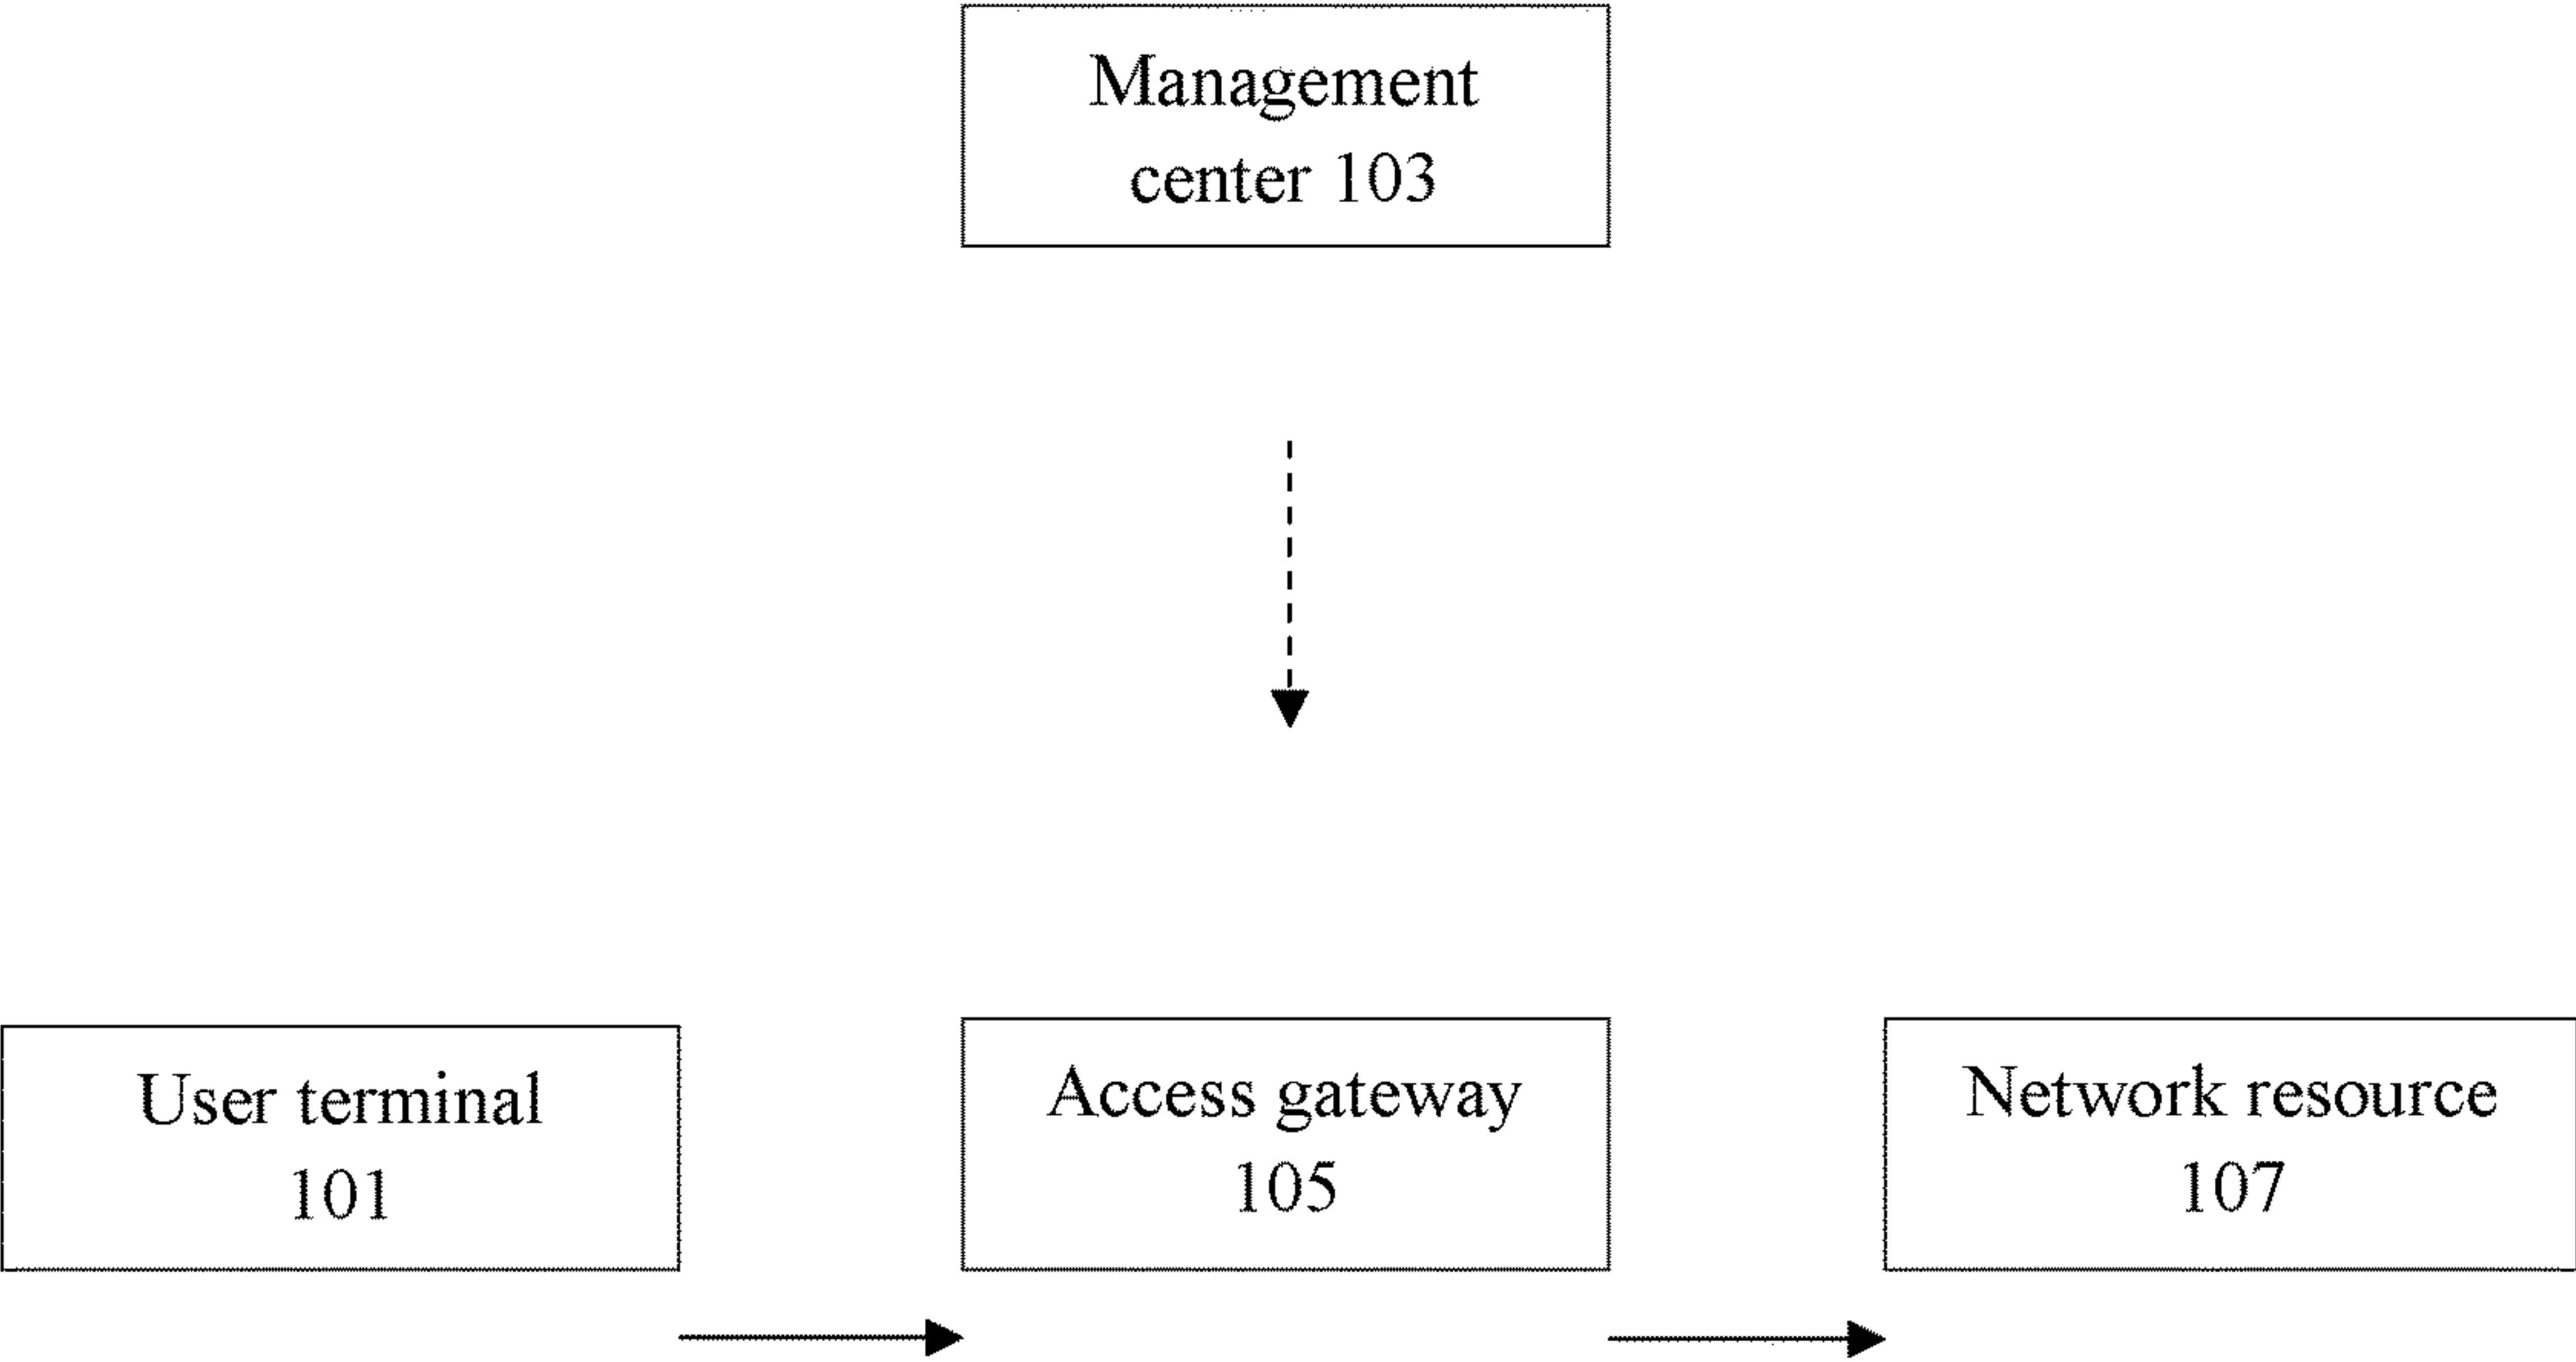 Management
center 103
User terminal
101
Access gateway
105
Network resource
107